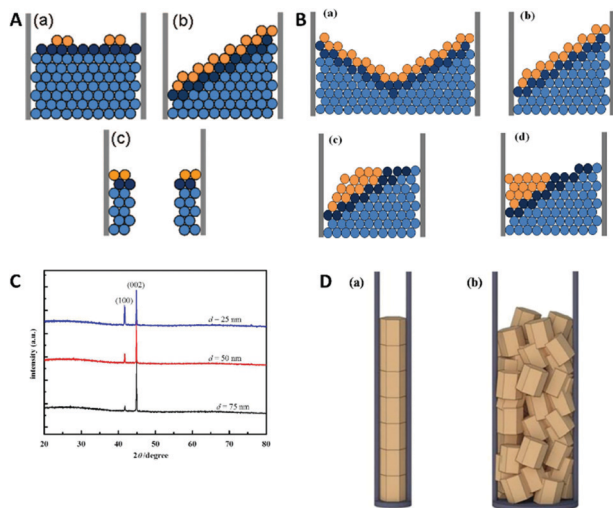 A
(a)
(b)
(c)
B
(a)
(b)
(c)
(d)
C
intensity (a.u.)
(100)
(002)
d = 25 nm
d = 50 nm
d = 75 nm
20
30
40
50
60
70
80
2θ/degree
D
(a)
(b)